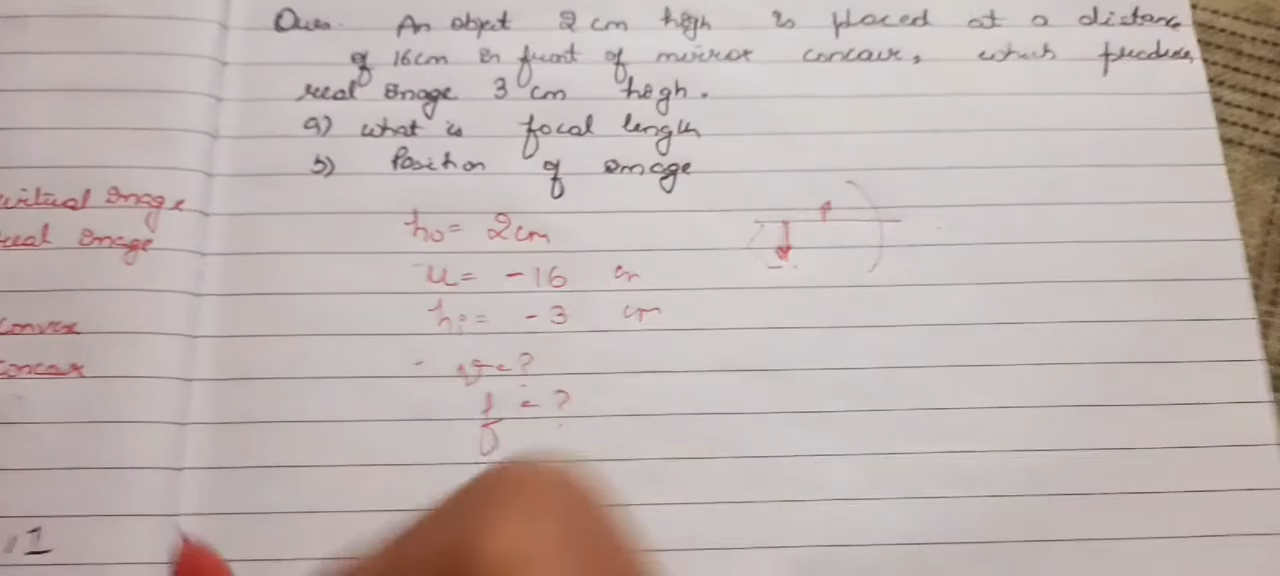 Ques. An object 2 cm high is placed at a distanc
of 16cm in front of mirror concave, which produces
real image 3 cm high.
a) what is focal length
b) Position of image
virtual Image
real Image
ho = 2cm
u = -16 cm
hi = -3 cm
convex
concave
v = ?
f = ?
1